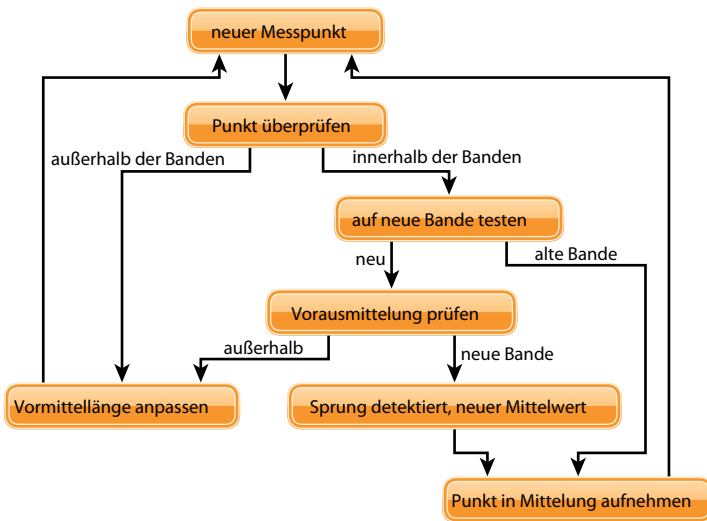 neuer Messpunkt
Punkt überprüfen
außerhalb der Banden
innerhalb der Banden
auf neue Bande testen
neu
alte Bande
Vorausmittelung prüfen
außerhalb
neue Bande
Vormittellänge anpassen
Sprung detektiert, neuer Mittelwert
Punkt in Mittelung aufnehmen